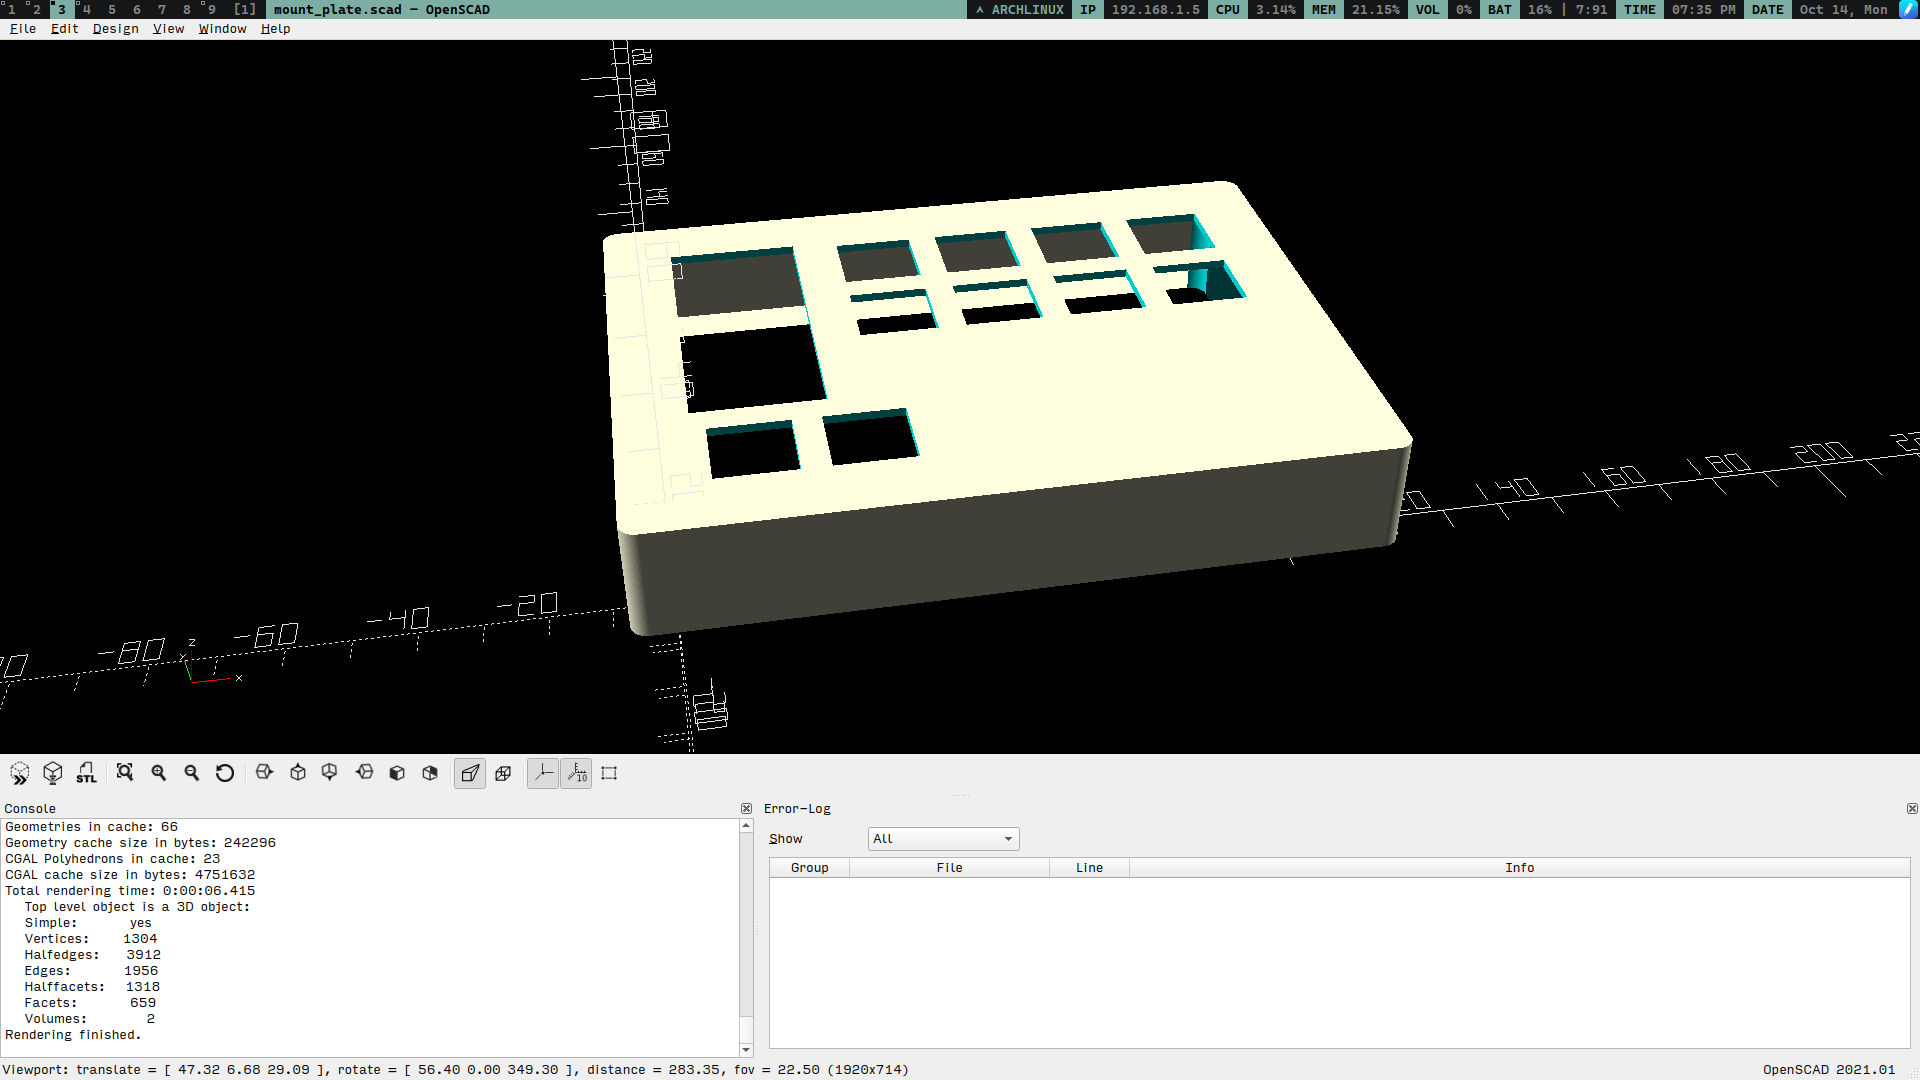 1 2 3 4 5 6 7 8 9 [1] mount_plate.scad — OpenSCAD ARCHLINUX IP 192.168.1.5 CPU 3.14% MEM 21.15% VOL 0% BAT 16% | 7:91 TIME 07:35 PM DATE Oct 14, Mon
File Edit Design View Window Help
140 160 180 200
-80 -60 -40 -20
z
x
STL
10
Console
Geometries in cache: 66
Geometry cache size in bytes: 242296
CGAL Polyhedrons in cache: 23
CGAL cache size in bytes: 4751632
Total rendering time: 0:00:06.415
Top level object is a 3D object:
Simple: yes
Vertices: 1304
Halfedges: 3912
Edges: 1956
Halffacets: 1318
Facets: 659
Volumes: 2
Rendering finished.
Error-Log
Show All
Group File Line Info
Viewport: translate = [ 47.32 6.68 29.09 ], rotate = [ 56.40 0.00 349.30 ], distance = 283.35, fov = 22.50 (1920x714) OpenSCAD 2021.01